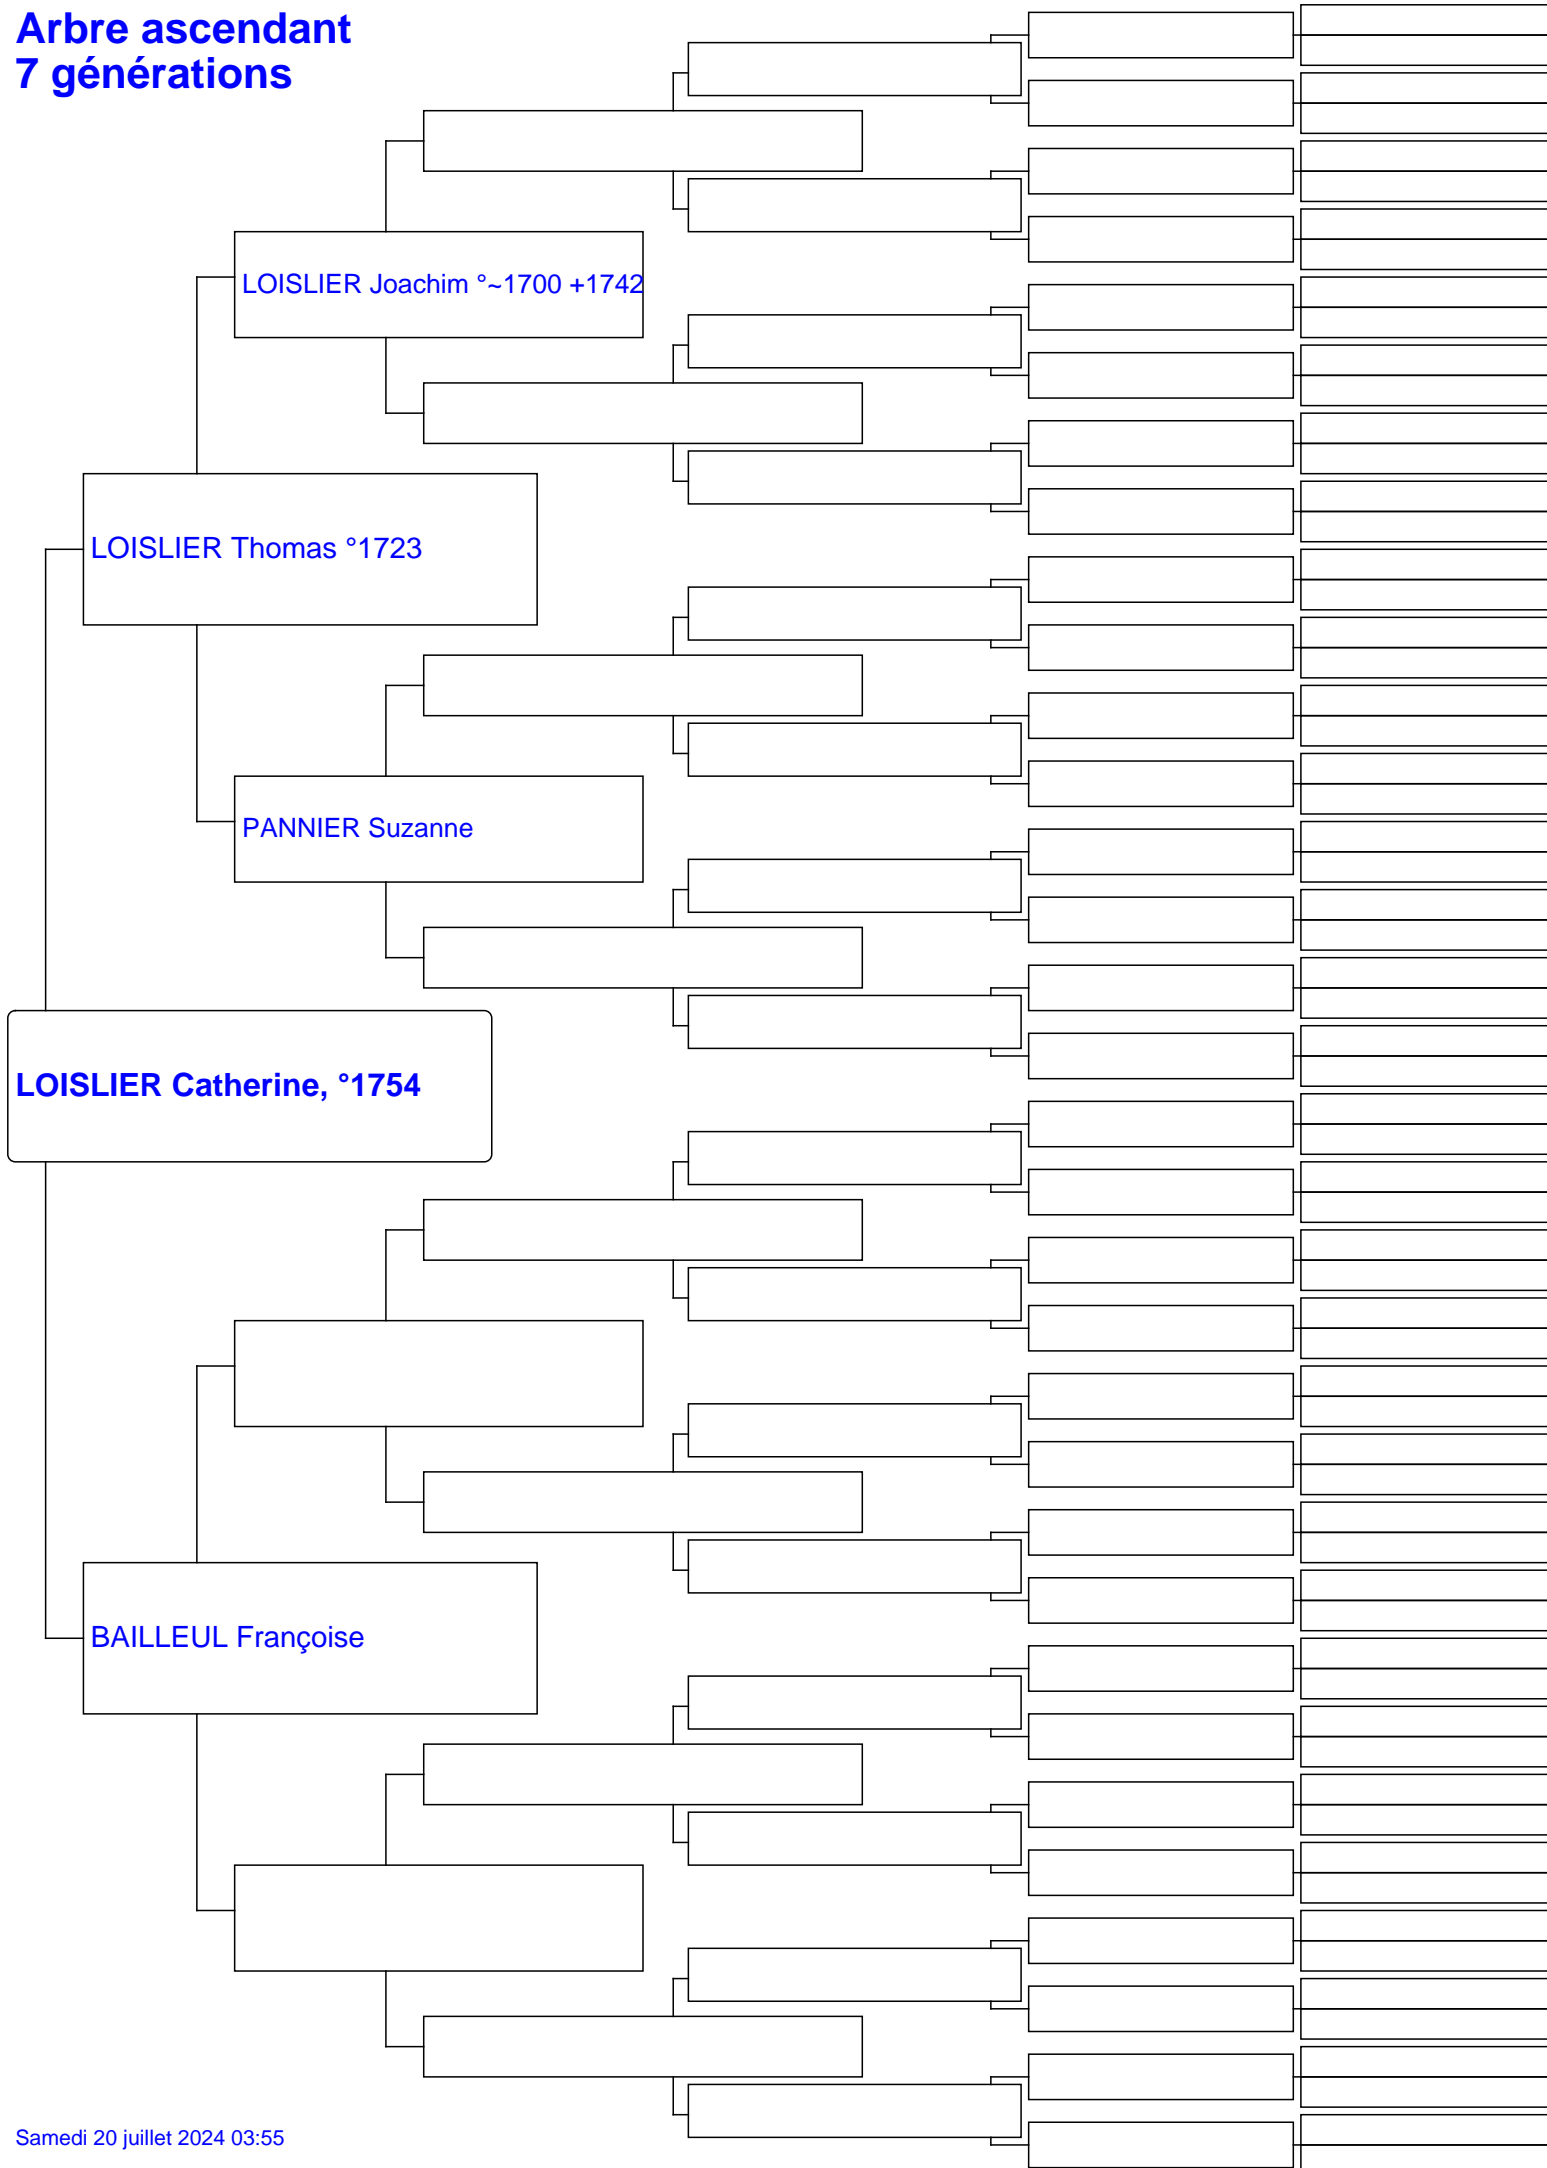 Arbre ascendant
7 générations
LOISLIER Joachim °~1700 +1742
LOISLIER Thomas °1723
PANNIER Suzanne
LOISLIER Catherine, °1754
BAILLEUL Françoise
Samedi 20 juillet 2024 03:55